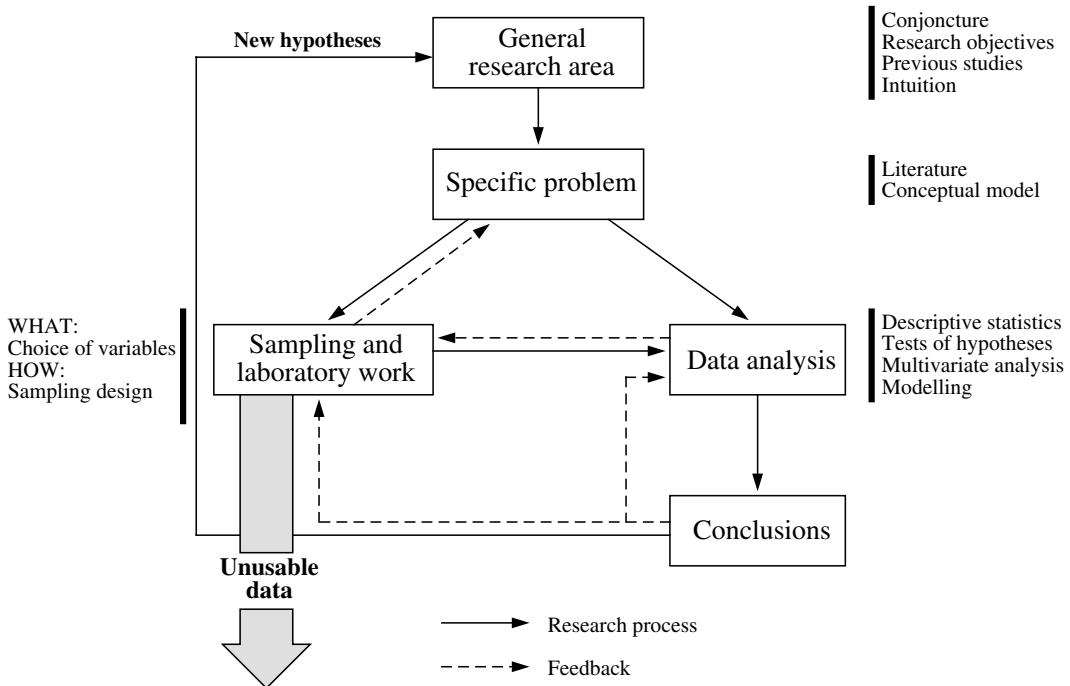 New hypotheses
General
research area
Conjoncture
Research objectives
Previous studies
Intuition
Specific problem
Literature
Conceptual model
WHAT:
Choice of variables
HOW:
Sampling design
Sampling and
laboratory work
Data analysis
Descriptive statistics
Tests of hypotheses
Multivariate analysis
Modelling
Conclusions
Unusable
data
Research process
Feedback